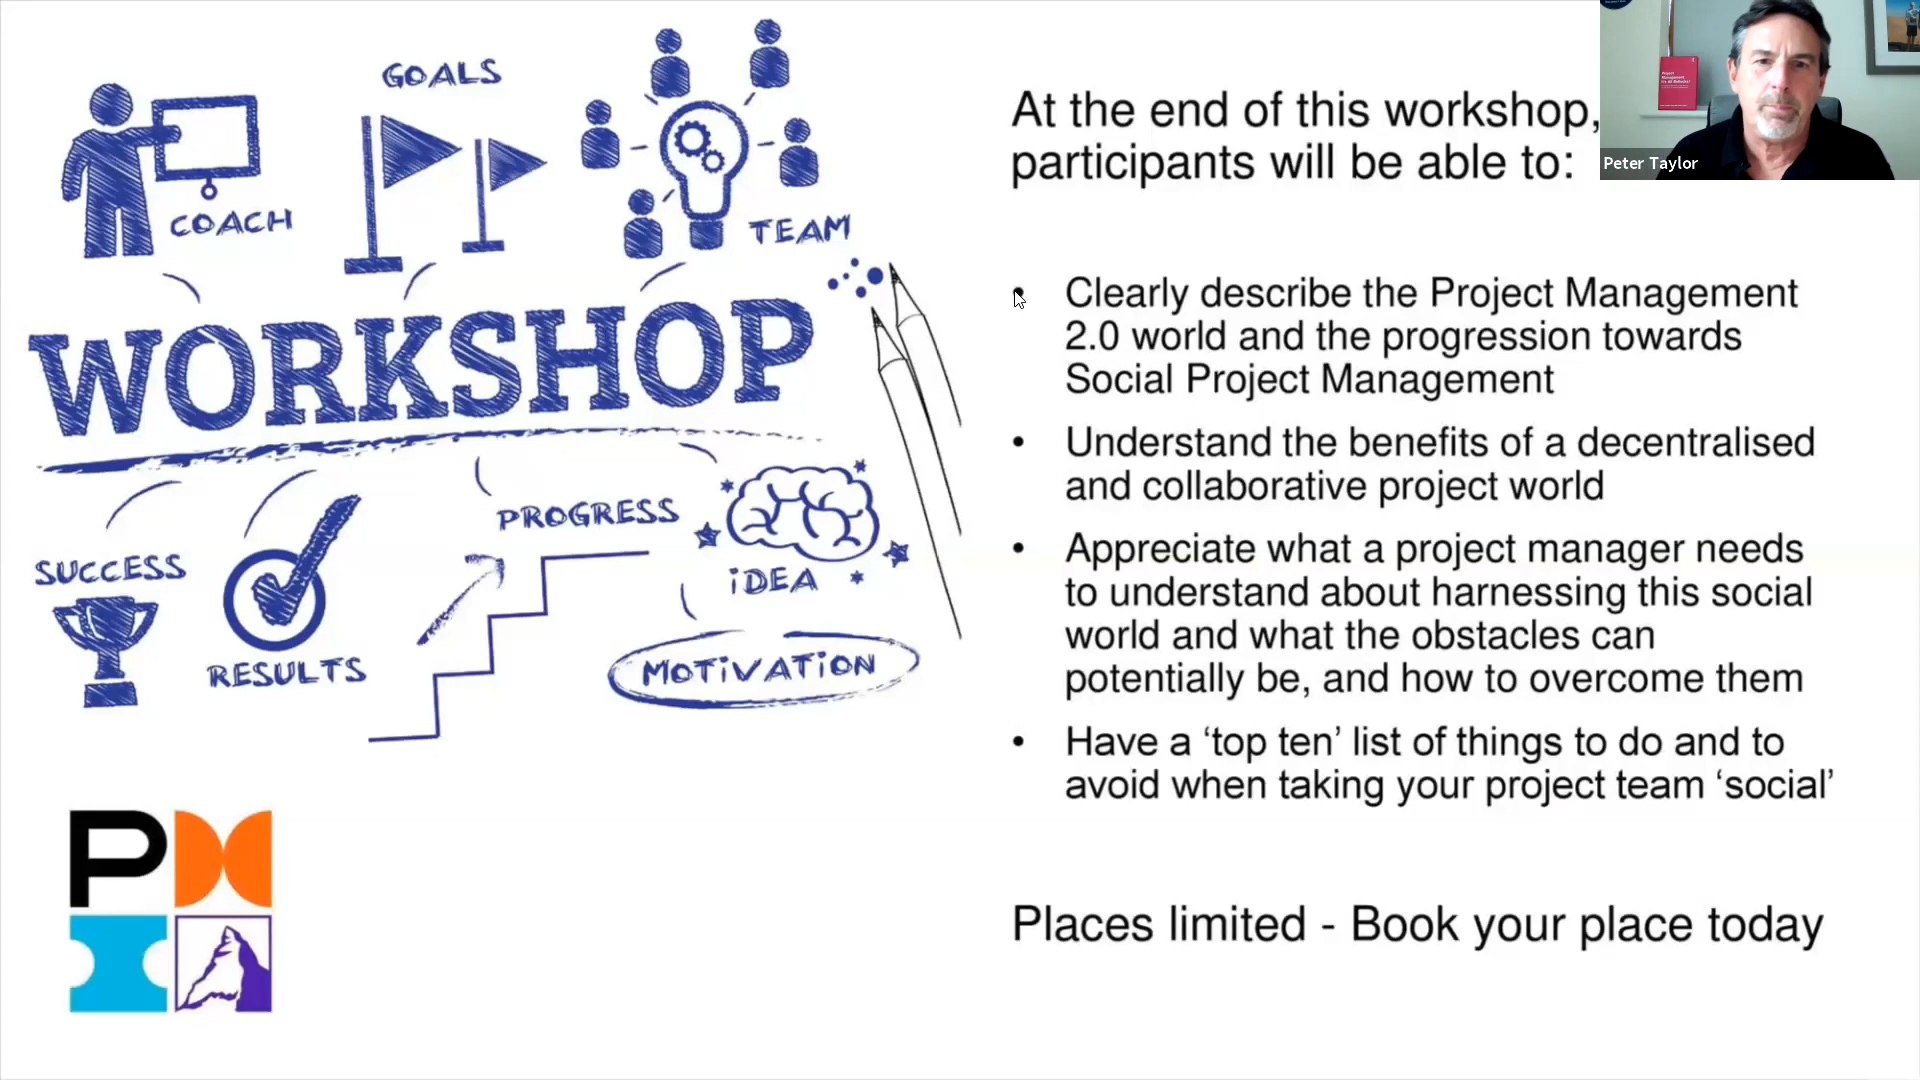 GOALS
COACH
TEAM
WORKSHOP
PROGRESS
SUCCESS
iDEA
RESULTS
MOTiVATiON
PMI
At the end of this workshop,
participants will be able to:
Peter Taylor
• Clearly describe the Project Management
2.0 world and the progression towards
Social Project Management
• Understand the benefits of a decentralised
and collaborative project world
• Appreciate what a project manager needs
to understand about harnessing this social
world and what the obstacles can
potentially be, and how to overcome them
• Have a ‘top ten’ list of things to do and to
avoid when taking your project team ‘social’
Places limited - Book your place today